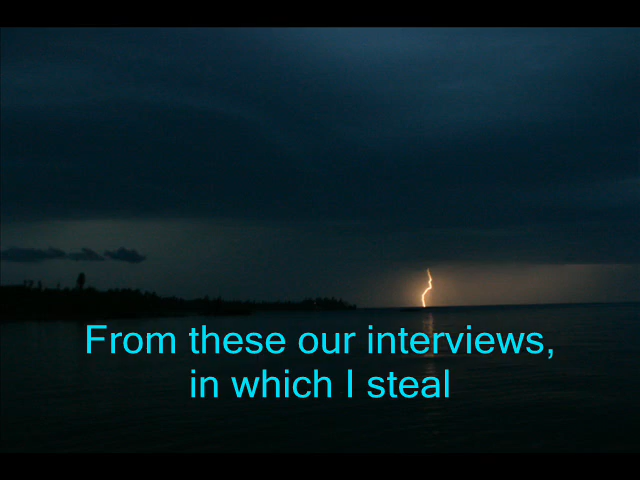 From these our interviews,
in which I steal